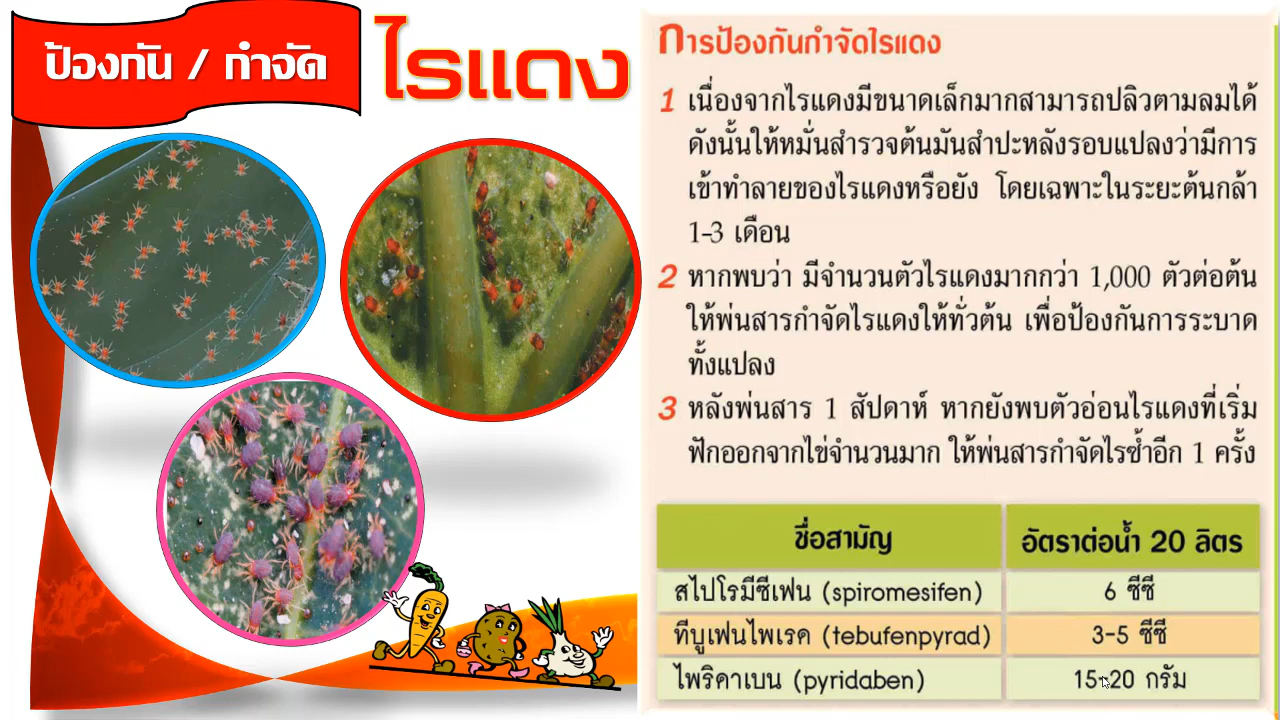 ป้องกัน / กำจัด
ไรแดง
การป้องกันกำจัดไรแดง
1 เนื่องจากไรแดงมีขนาดเล็กมากสามารถปลิวตามลมได้
ดังนั้นให้หมั่นสำรวจต้นมันสำปะหลังรอบแปลงว่ามีการ
เข้าทำลายของไรแดงหรือยัง โดยเฉพาะในระยะต้นกล้า
1-3 เดือน
2 หากพบว่า มีจำนวนตัวไรแดงมากกว่า 1,000 ตัวต่อต้น
ให้พ่นสารกำจัดไรแดงให้ทั่วต้น เพื่อป้องกันการระบาด
ทั้งแปลง
3 หลังพ่นสาร 1 สัปดาห์ หากยังพบตัวอ่อนไรแดงที่เริ่ม
ฟักออกจากไข่จำนวนมาก ให้พ่นสารกำจัดไรซ้ำอีก 1 ครั้ง
ชื่อสามัญ อัตราต่อน้ำ 20 ลิตร
สไปโรมีซีเฟน (spiromesifen) 6 ซีซี
ทีบูเฟนไพเรค (tebufenpyrad) 3-5 ซีซี
ไพริคาเบน (pyridaben) 15-20 กรัม